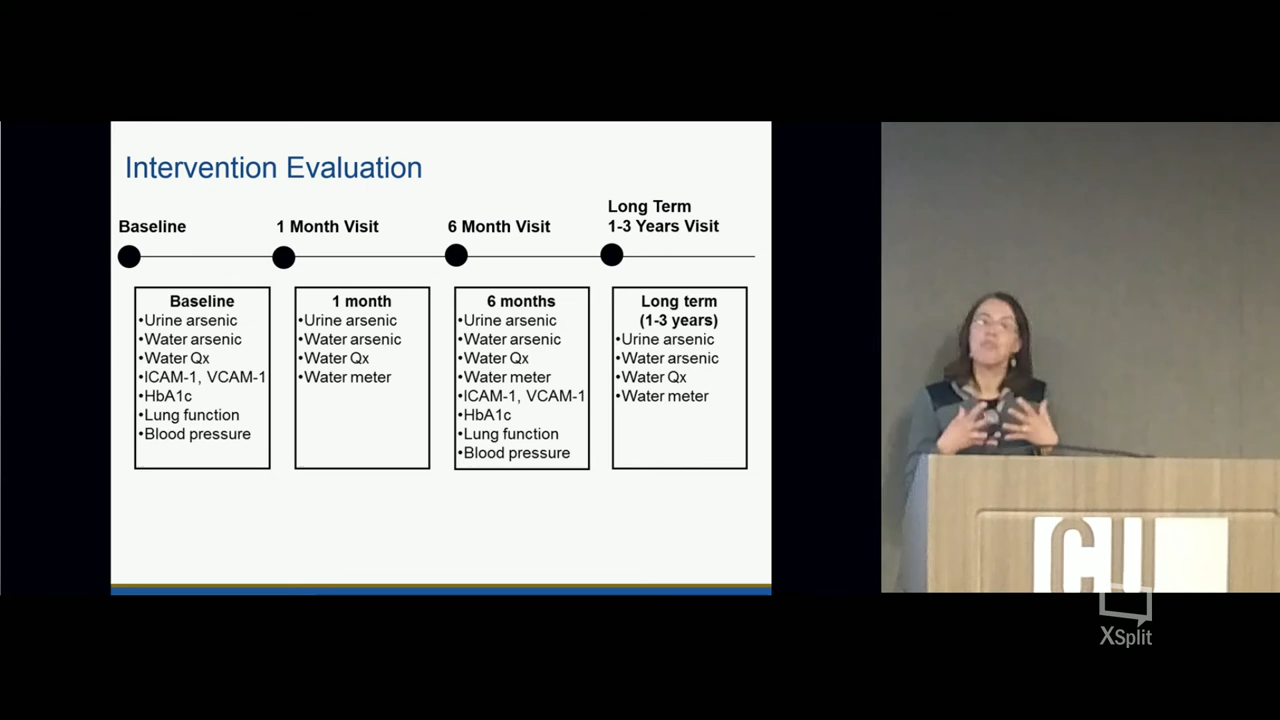 Intervention Evaluation
Baseline
1 Month Visit
6 Month Visit
Long Term
1-3 Years Visit
Baseline
•Urine arsenic
•Water arsenic
•Water Qx
•ICAM-1, VCAM-1
•HbA1c
•Lung function
•Blood pressure
1 month
•Urine arsenic
•Water arsenic
•Water Qx
•Water meter
6 months
•Urine arsenic
•Water arsenic
•Water Qx
•Water meter
•ICAM-1, VCAM-1
•HbA1c
•Lung function
•Blood pressure
Long term
(1-3 years)
•Urine arsenic
•Water arsenic
•Water Qx
•Water meter
CU
XSplit